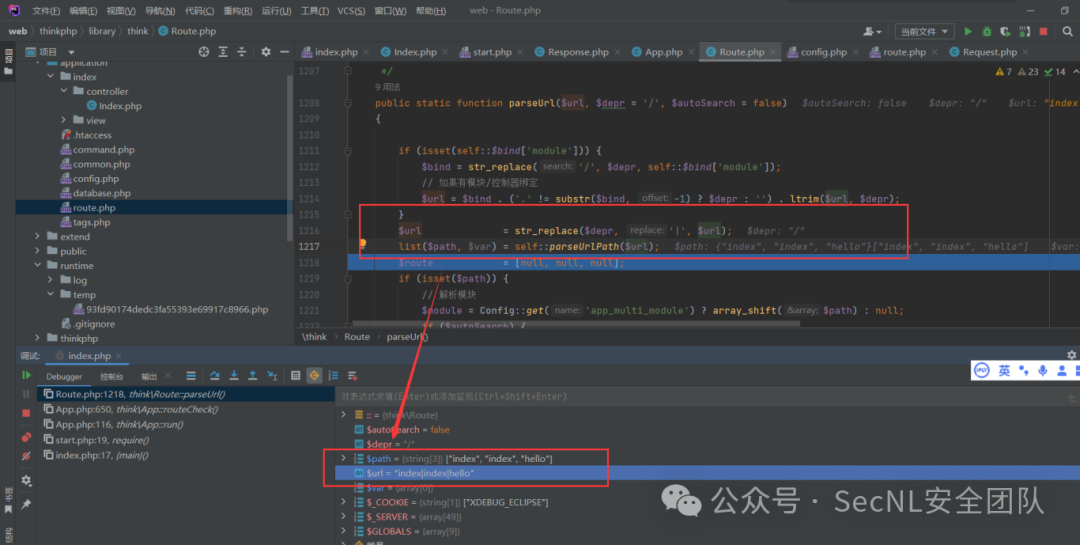 文件(F) 编辑(E) 视图(V) 导航(N) 代码(C) 重构(R) 运行(U) 工具(T) VCS(S) 窗口(W) 帮助(H) web - Route.php
web thinkphp library think Route.php 当前文件
项目 index.php Index.php start.php Response.php App.php Route.php config.php route.php Request.php
application
index
controller
Index.php
view
.htaccess
command.php
common.php
config.php
database.php
route.php
tags.php
extend
public
runtime
log
temp
93fd90174dedc3fa55393e69917c8966.php
.gitignore
thinkphp
7 23 14
1207 */
9 用法
1208 public static function parseUrl($url, $depr = '/', $autoSearch = false) $autoSearch: false $depr: "/" $url: "index
1209 {
1210
1211 if (isset(self::$bind['module'])) {
1212 $bind = str_replace( search: '/', $depr, self::$bind['module']);
1213 // 如果有模块/控制器绑定
1214 $url = $bind . ('.' != substr($bind, offset: -1) ? $depr : '') . ltrim($url, $depr);
1215 }
1216 $url = str_replace($depr, replace: '|', $url); $depr: "/"
1217 list($path, $var) = self::parseUrlPath($url); $path: {"index", "index", "hello"}["index", "index", "hello"] $var:
1218 $route = [null, null, null];
1219 if (isset($path)) {
1220 // 解析模块
1221 $module = Config::get( name: 'app_multi_module') ? array_shift( &array: $path) : null;
if ($autoSearch) {
\think Route parseUrl()
调试: index.php
Debugger 控制台 输出
Route.php:1218, think\Route::parseUrl()
App.php:650, think\App::routeCheck()
App.php:116, think\App::run()
start.php:19, require()
index.php:17, {main}()
对表达式求值(Enter)或添加监视(Ctrl+Shift+Enter)
:: = {think\Route}
$autoSearch = false
$depr = "/"
$path = {string[3]} ["index", "index", "hello"]
$url = "index|index|hello"
$var = {array[0]}
$_COOKIE = {string[1]} ["XDEBUG_ECLIPSE"]
$_SERVER = {array[49]}
$GLOBALS = {array[9]}
iFLY 英
书签
结构
公众号 · SecNL安全团队